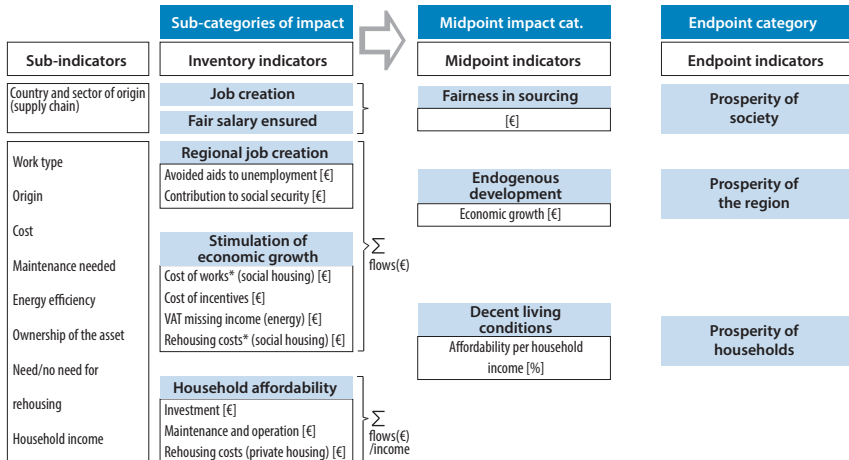 Sub-categories of impact
Midpoint impact cat.
Endpoint category
Sub-indicators
Inventory indicators
Midpoint indicators
Endpoint indicators
Country and sector of origin
(supply chain)
Job creation
Fair salary ensured
Fairness in sourcing
[€]
Prosperity of
society
Work type
Origin
Cost
Maintenance needed
Energy efficiency
Ownership of the asset
Need/no need for
rehousing
Household income
Regional job creation
Avoided aids to unemployment [€]
Contribution to social security [€]
Stimulation of
economic growth
Cost of works* (social housing) [€]
Cost of incentives [€]
VAT missing income (energy) [€]
Rehousing costs* (social housing) [€]
∑
flows(€)
Endogenous
development
Economic growth [€]
Prosperity of
the region
Household affordability
Investment [€]
Maintenance and operation [€]
Rehousing costs (private housing) [€]
∑
flows(€)
/income
Decent living
conditions
Affordability per household
income [%]
Prosperity of
households